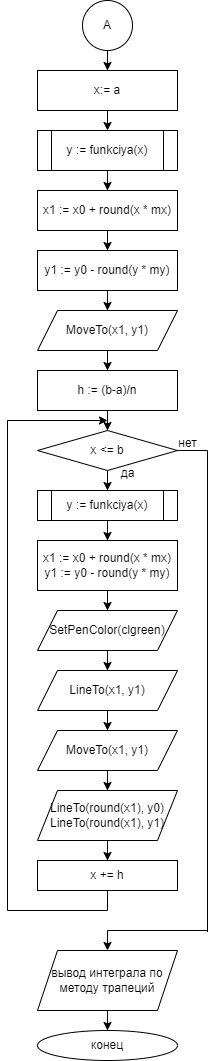 A
x:= a
y := funkciya(x)
x1 := x0 + round(x * mx)
y1 := y0 - round(y * my)
MoveTo(x1, y1)
h := (b-a)/n
x <= b
нет
да
y := funkciya(x)
x1 := x0 + round(x * mx)
y1 := y0 - round(y * my)
SetPenColor(clgreen)
LineTo(x1, y1)
MoveTo(x1, y1)
LineTo(round(x1), y0)
LineTo(round(x1), y1)
x += h
вывод интеграла по
методу трапеций
конец